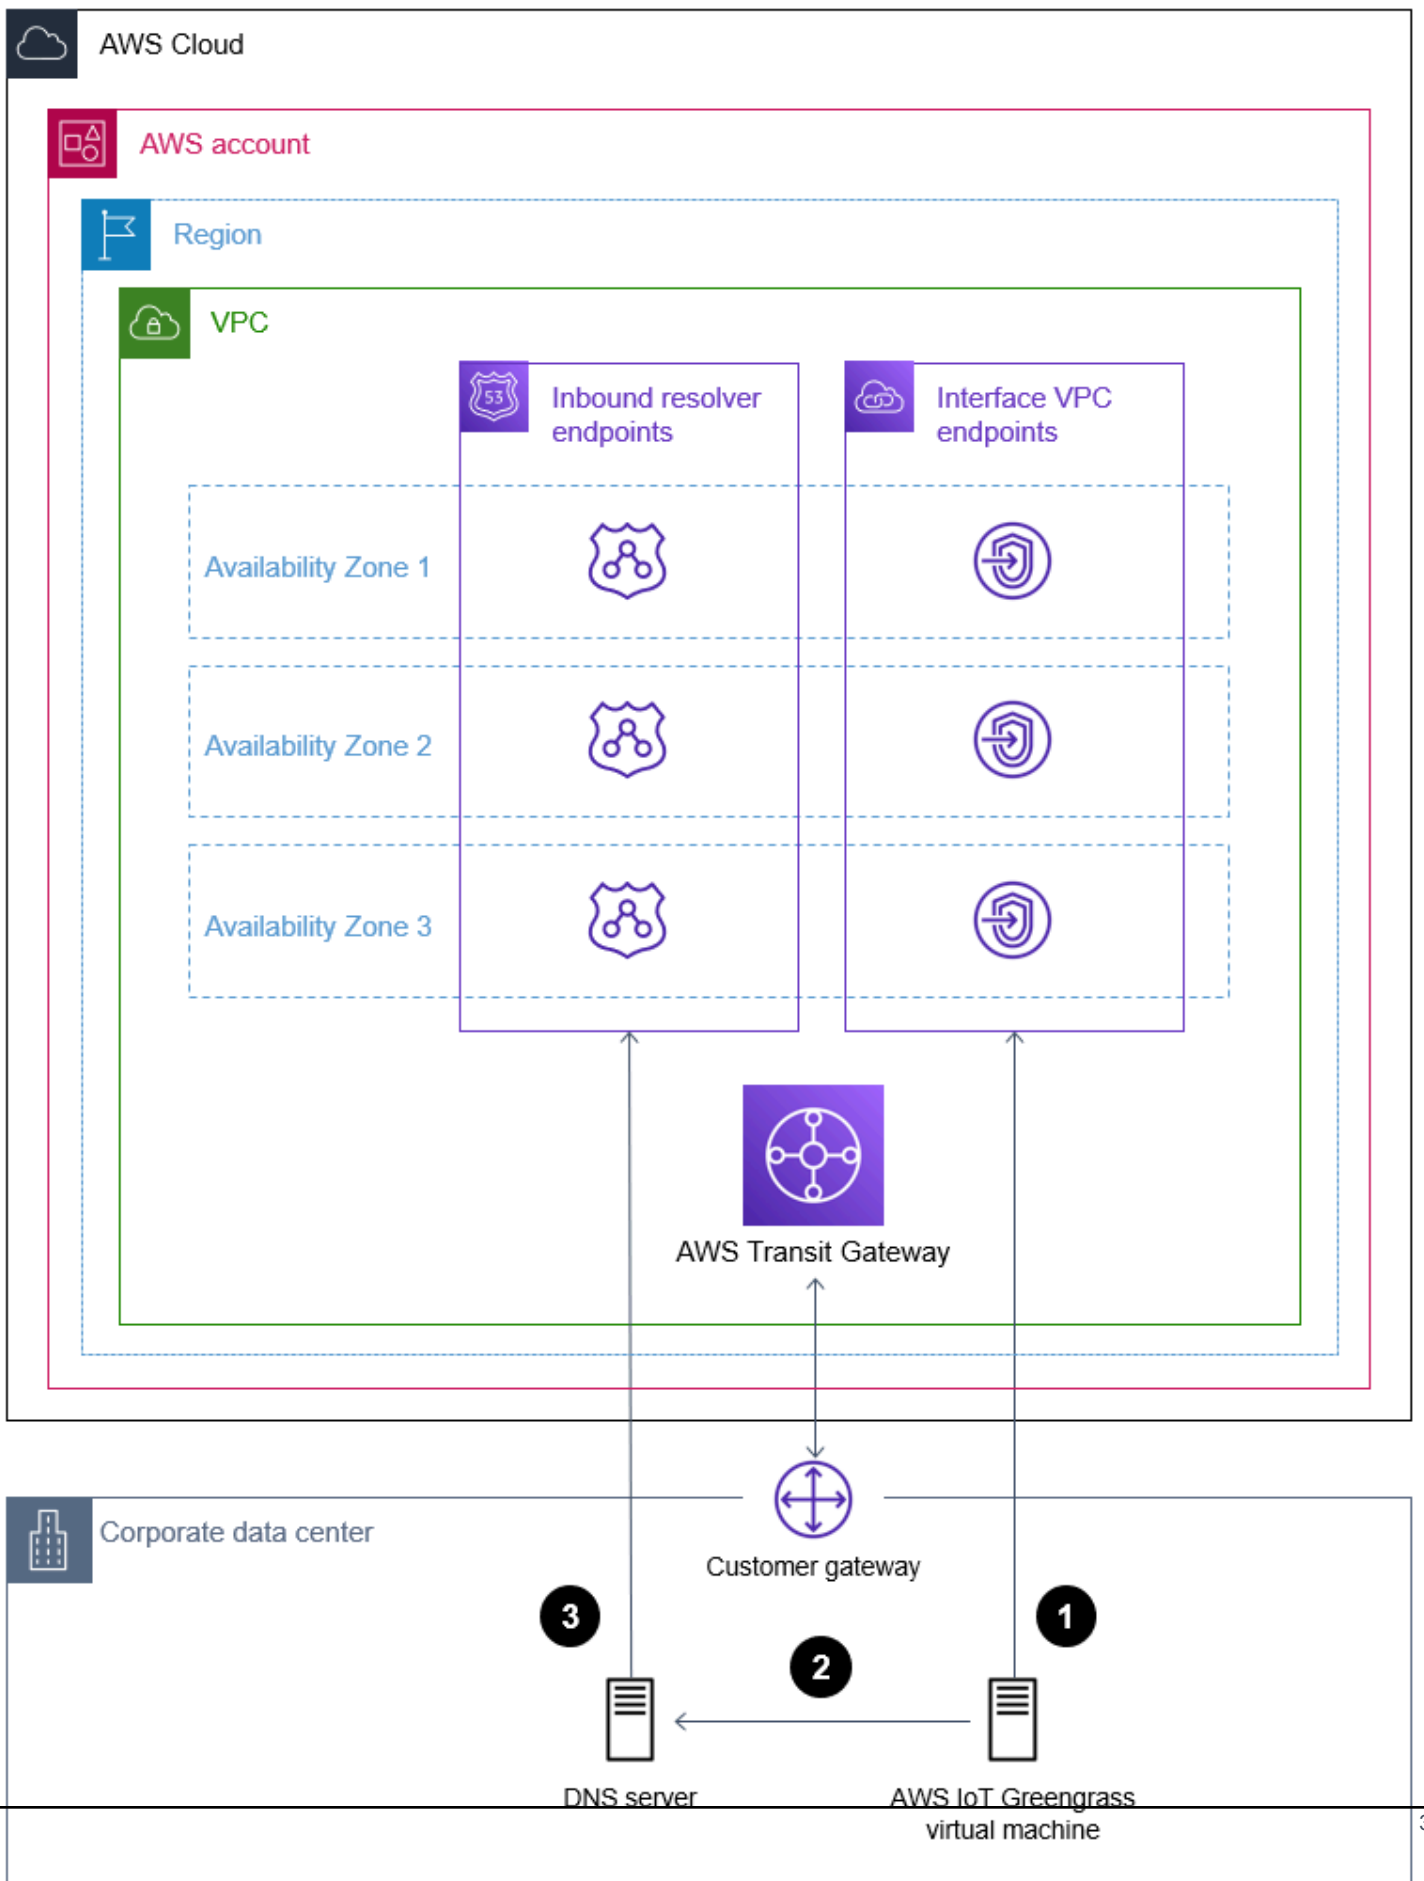 AWS Cloud
AWS account
Region
VPC
53
Inbound resolver
endpoints
Interface VPC
endpoints
Availability Zone 1
Availability Zone 2
Availability Zone 3
AWS Transit Gateway
Corporate data center
Customer gateway
3
1
2
DNS server
AWS IoT Greengrass
virtual machine